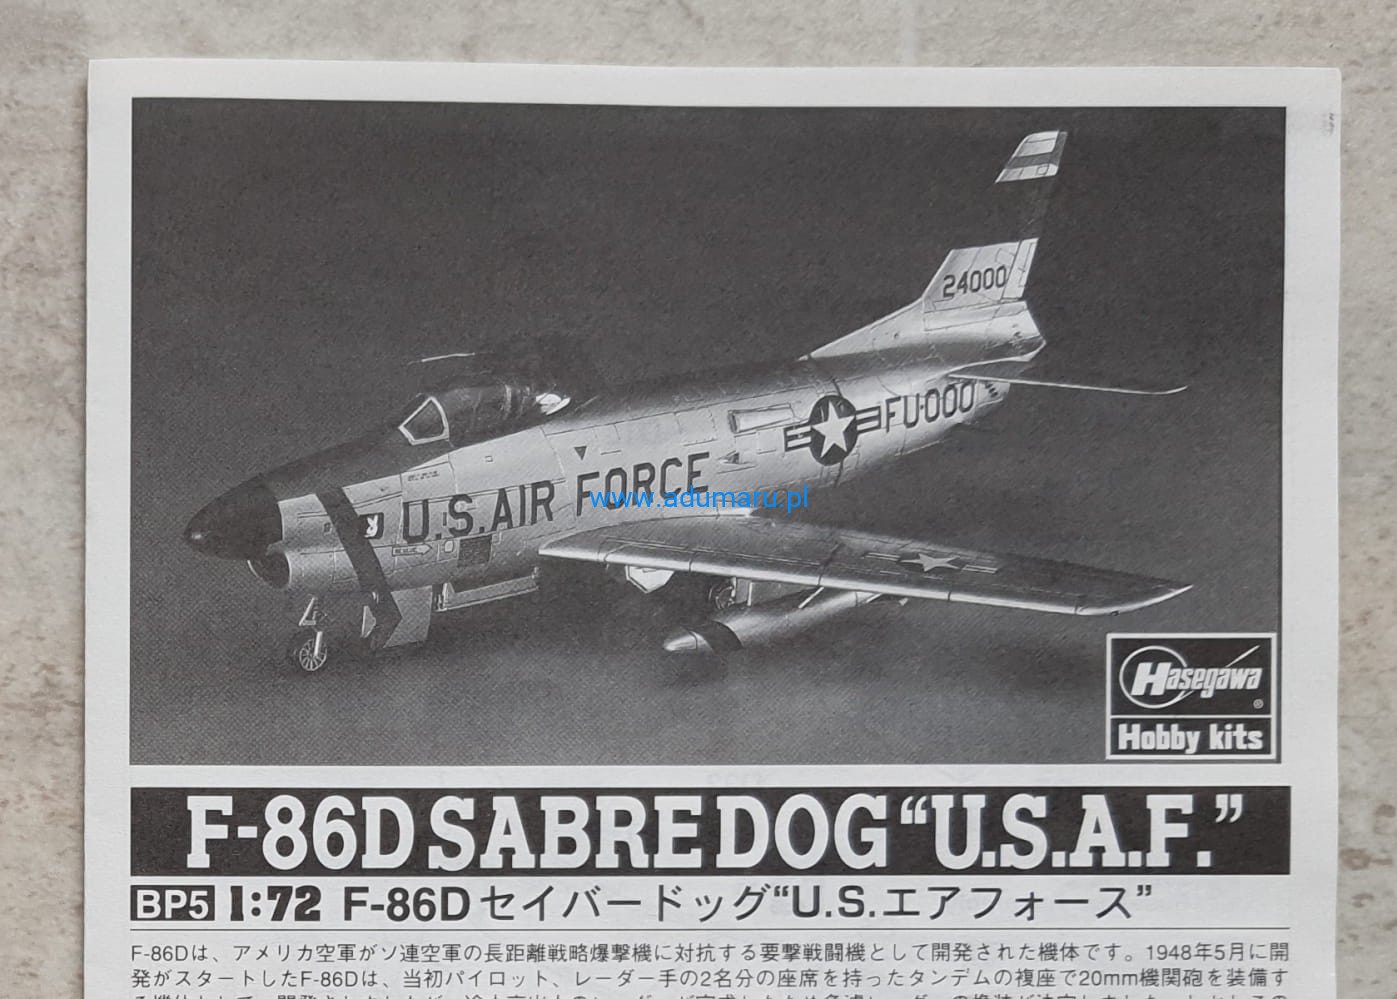 24000
FU-000
U.S. AIR FORCE
www.adumaru.pl
Hasegawa
®
Hobby kits
F-86D SABRE DOG “U.S.A.F.”
BP5 1:72 F-86D セイバードッグ“U.S.エアフォース”
F-86Dは、アメリカ空軍がソ連空軍の長距離戦略爆撃機に対抗する要撃戦闘機として開発された機体です。1948年5月に開
発がスタートしたF-86Dは、当初パイロット、レーダー手の2名分の座席を持ったタンデムの複座で20mm機関砲を装備す